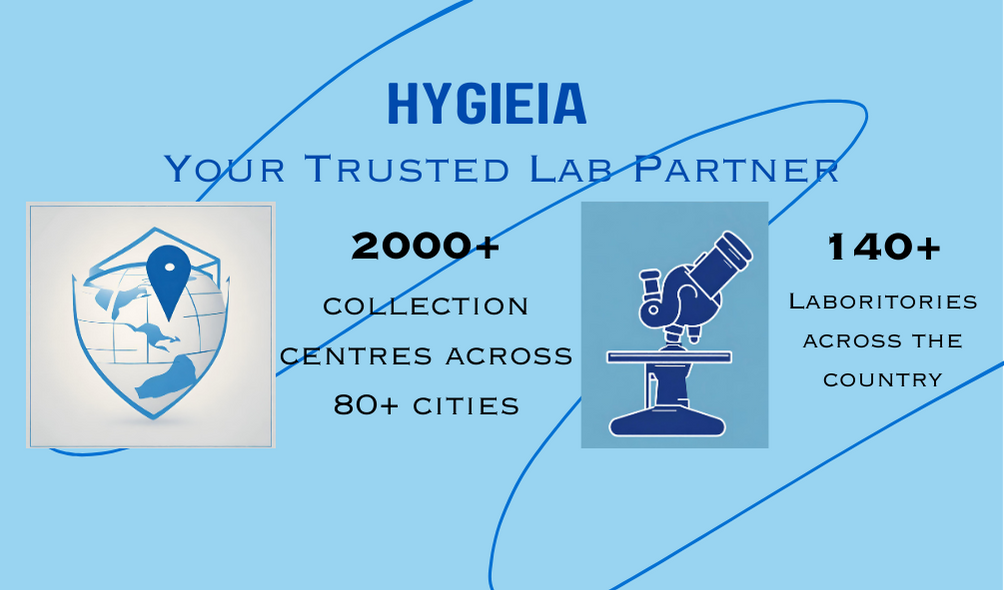 HYGIEIA
Your Trusted Lab Partner
2000+
collection
centres across
80+ cities
140+
Laboritories
across the
country